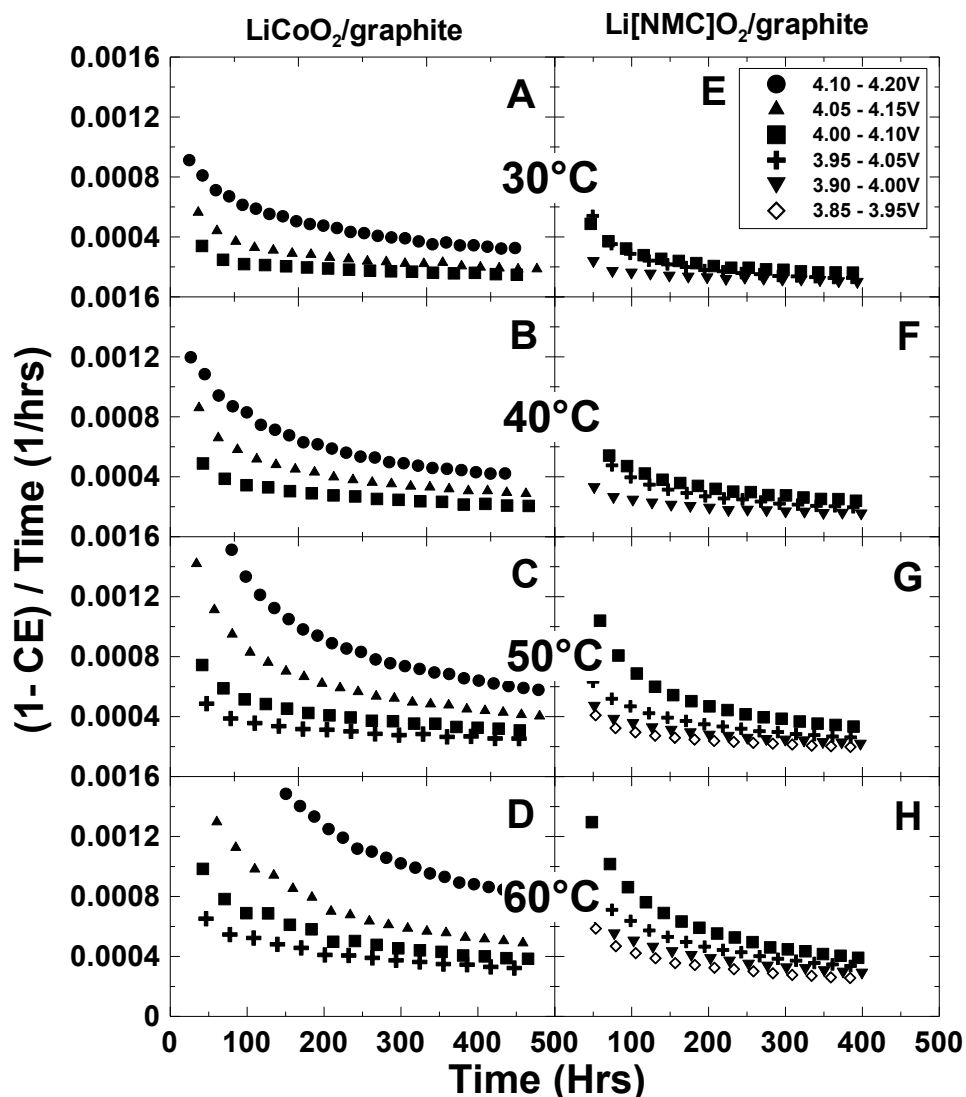 LiCoO₂/graphite
Li[NMC]O₂/graphite
0.0016
A
E
4.10 - 4.20V
4.05 - 4.15V
4.00 - 4.10V
3.95 - 4.05V
3.90 - 4.00V
3.85 - 3.95V
0.0012
0.0008
30°C
0.0004
0.0016
B
F
0.0012
0.0008
40°C
0.0004
0.0016
C
G
0.0012
0.0008
50°C
0.0004
0.0016
D
H
0.0012
0.0008
60°C
0.0004
0
(1- CE) / Time (1/hrs)
0 100 200 300 400 500 100 200 300 400 500
Time (Hrs)